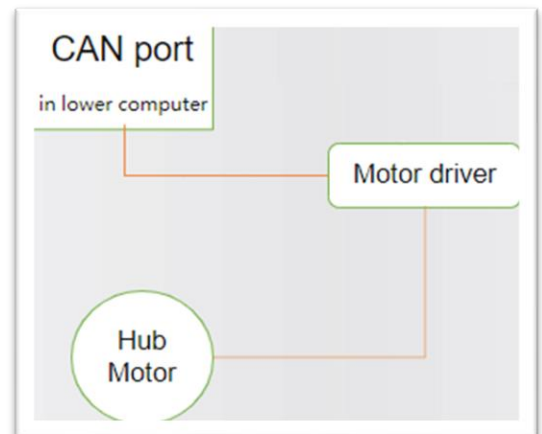 CAN port
in lower computer
Motor driver
Hub
Motor